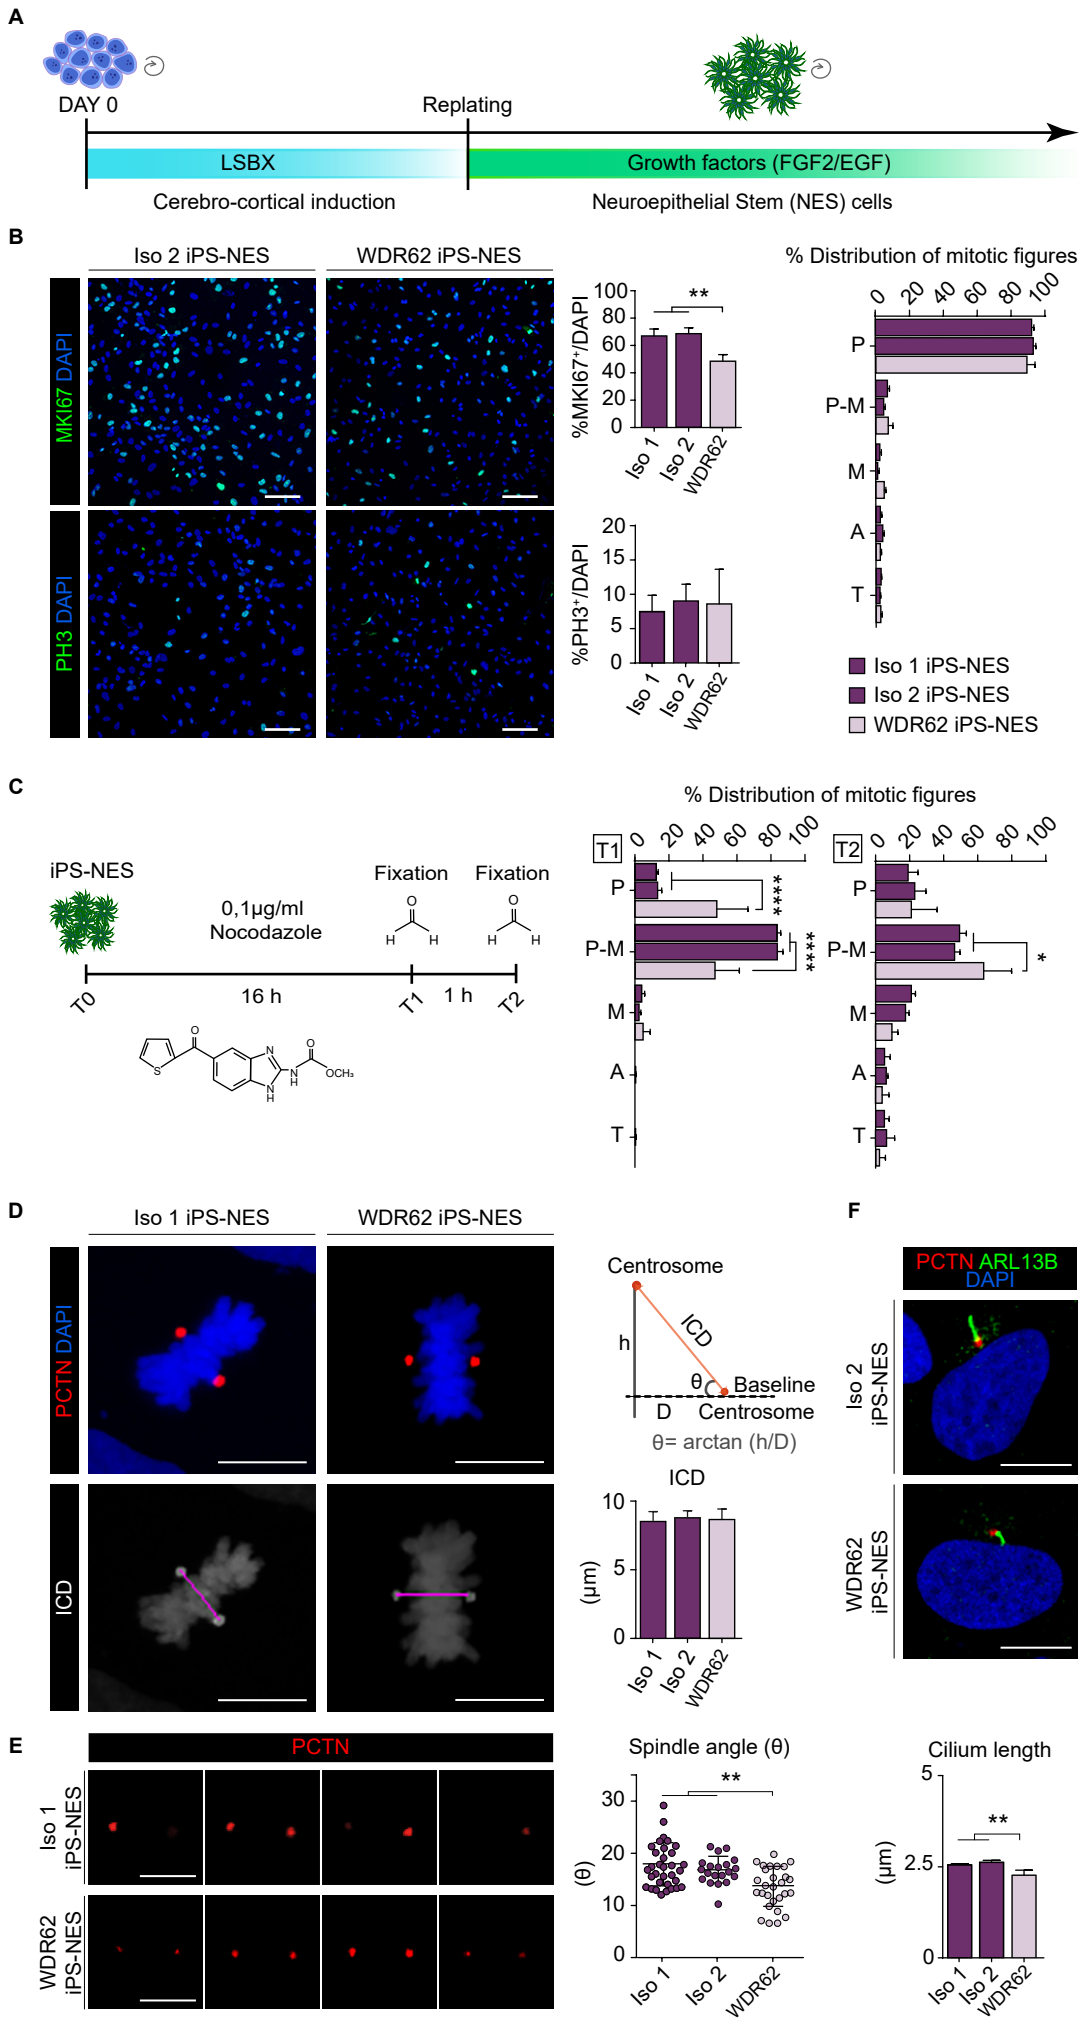 A
DAY 0
Replating
LSBX
Growth factors (FGF2/EGF)
Cerebro-cortical induction
Neuroepithelial Stem (NES) cells
B
Iso 2 iPS-NES
WDR62 iPS-NES
MKI67 DAPI
PH3 DAPI
%MKI67⁺/DAPI
100
80
60
40
20
0
**
Iso 1
Iso 2
WDR62
%PH3⁺/DAPI
20
15
10
5
0
Iso 1
Iso 2
WDR62
% Distribution of mitotic figures
0 20 40 60 80 100
P
P-M
M
A
T
Iso 1 iPS-NES
Iso 2 iPS-NES
WDR62 iPS-NES
C
iPS-NES
0,1µg/ml
Nocodazole
Fixation
Fixation
O
H H
O
H H
16 h
1 h
T0
T1
T2
O
S
N
N
H
N
H
O
OCH₃
% Distribution of mitotic figures
T1
0 20 40 60 80 100
P
P-M
M
A
T
****
****
T2
0 20 40 60 80 100
P
P-M
M
A
T
*
D
Iso 1 iPS-NES
WDR62 iPS-NES
PCTN DAPI
ICD
Centrosome
h
ICD
θ
Baseline
D
Centrosome
θ= arctan (h/D)
ICD
(µm)
10
5
0
Iso 1
Iso 2
WDR62
E
PCTN
Iso 1
iPS-NES
WDR62
iPS-NES
Spindle angle (θ)
(θ)
30
20
10
0
**
Iso 1
Iso 2
WDR62
F
PCTN ARL13B
DAPI
Iso 2
iPS-NES
WDR62
iPS-NES
Cilium length
(µm)
5
2.5
0
**
Iso 1
Iso 2
WDR62